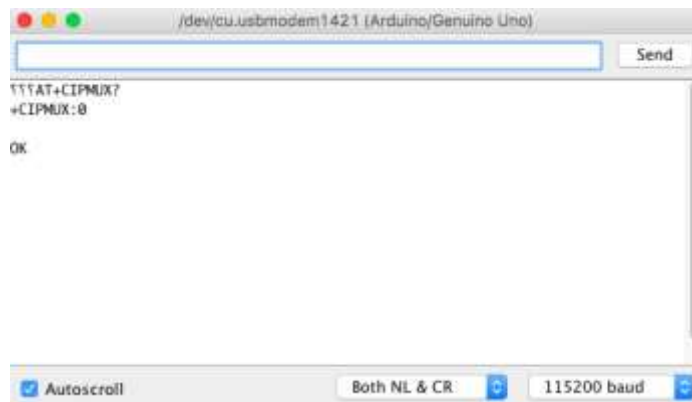 /dev/cu.usbmodem1421 (Arduino/Genuino Uno)
Send
AT+CIPMUX?
+CIPMUX:0
OK
Autoscroll
Both NL & CR
115200 baud